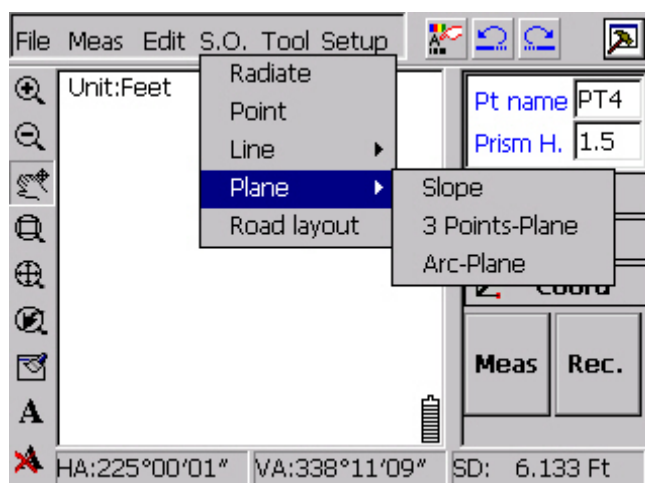 File Meas Edit S.O. Tool Setup
Unit:Feet
Radiate
Point
Line
Plane
Road layout
Slope
3 Points-Plane
Arc-Plane
Pt name PT4
Prism H. 1.5
Coord
Meas Rec.
A
A
HA:225°00'01" VA:338°11'09" SD: 6.133 Ft